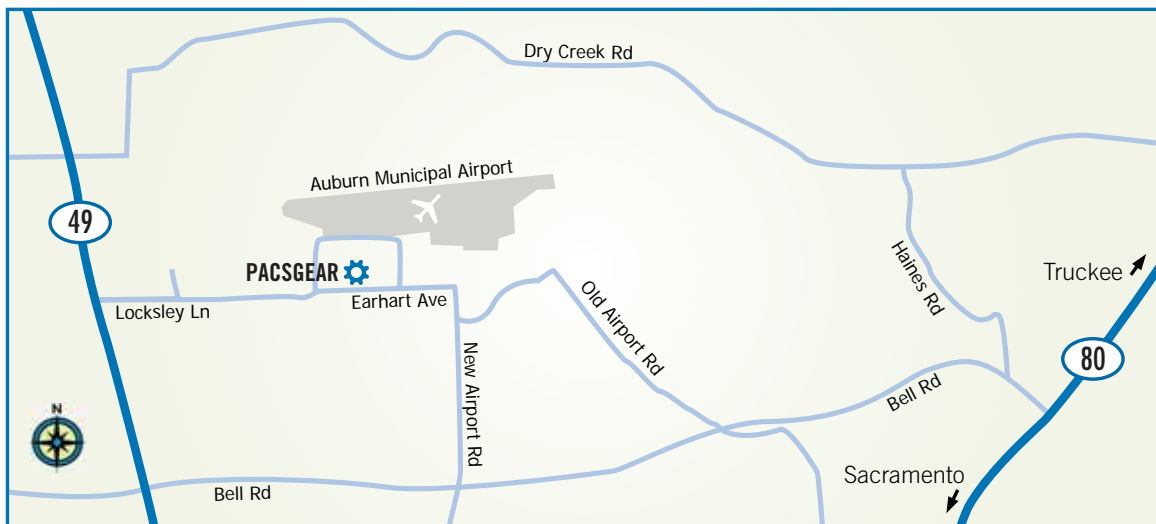 Dry Creek Rd
Auburn Municipal Airport
49
PACSGEAR
Haines Rd
Truckee
Locksley Ln
Earhart Ave
Old Airport Rd
New Airport Rd
80
Bell Rd
N
Sacramento
Bell Rd